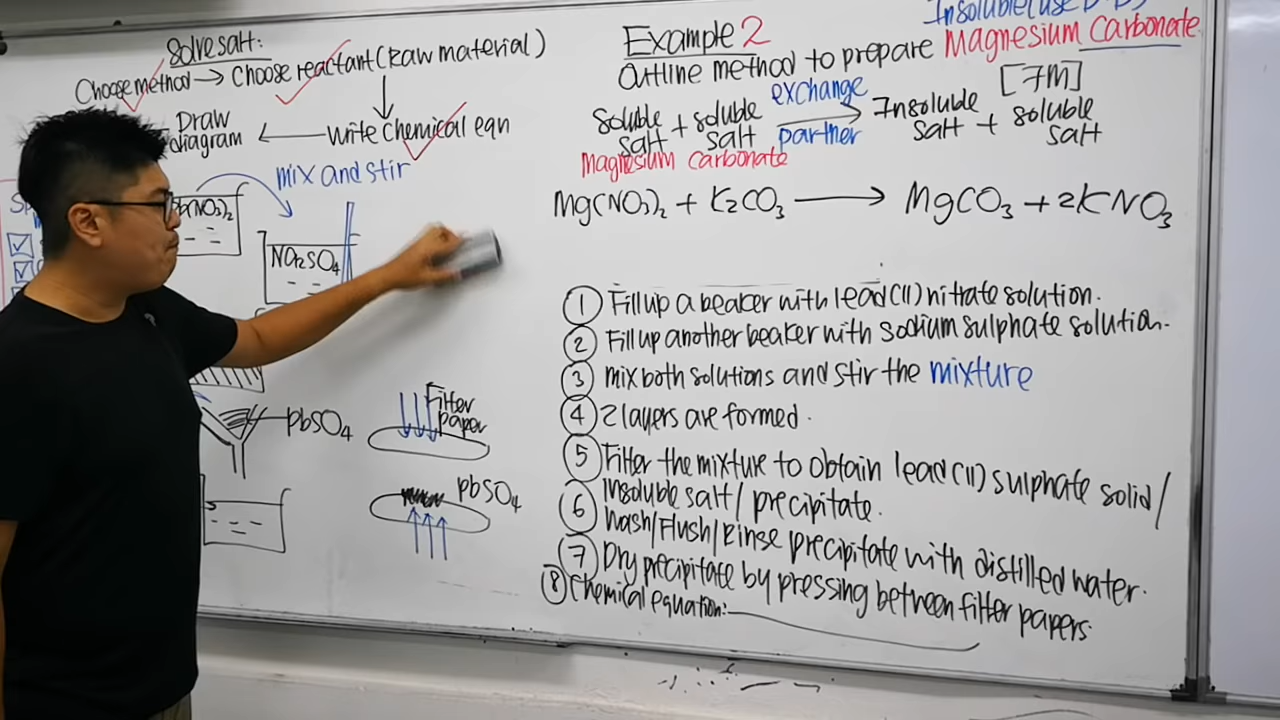 Solve salt:
Choose method → Choose reactant (Raw material)
Draw diagram ← write chemical eqn
mix and stir
b(NO3)2
Na2SO4
PbSO4
Filter paper
PbSO4
Insoluble (use
Example 2
Outline method to prepare Magnesium Carbonate
[7M]
Soluble salt + soluble salt exchange partner → Insoluble salt + soluble salt
Magnesium carbonate
Mg(NO3)2 + K2CO3 → MgCO3 + 2KNO3
① Fill up a beaker with lead(II) nitrate solution.
② Fill up another beaker with sodium sulphate solution.
③ mix both solutions and stir the mixture
④ 2 layers are formed.
⑤ Filter the mixture to obtain lead(II) sulphate solid/
Insoluble salt/precipitate.
⑥ Wash/Flush/Rinse precipitate with distilled water.
⑦ Dry precipitate by pressing between filter papers
⑧ Chemical equation: